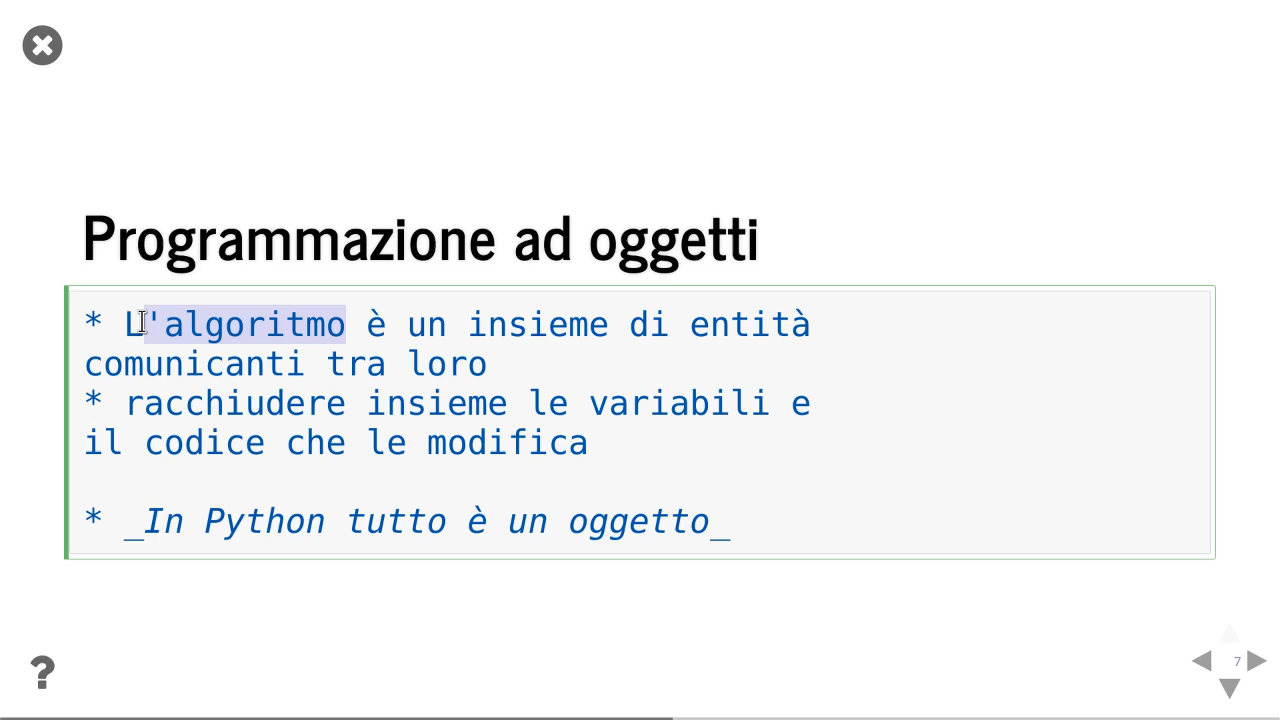 Programmazione ad oggetti
* L'algoritmo è un insieme di entità
comunicanti tra loro
* racchiudere insieme le variabili e
il codice che le modifica
* _In Python tutto è un oggetto_
?
7